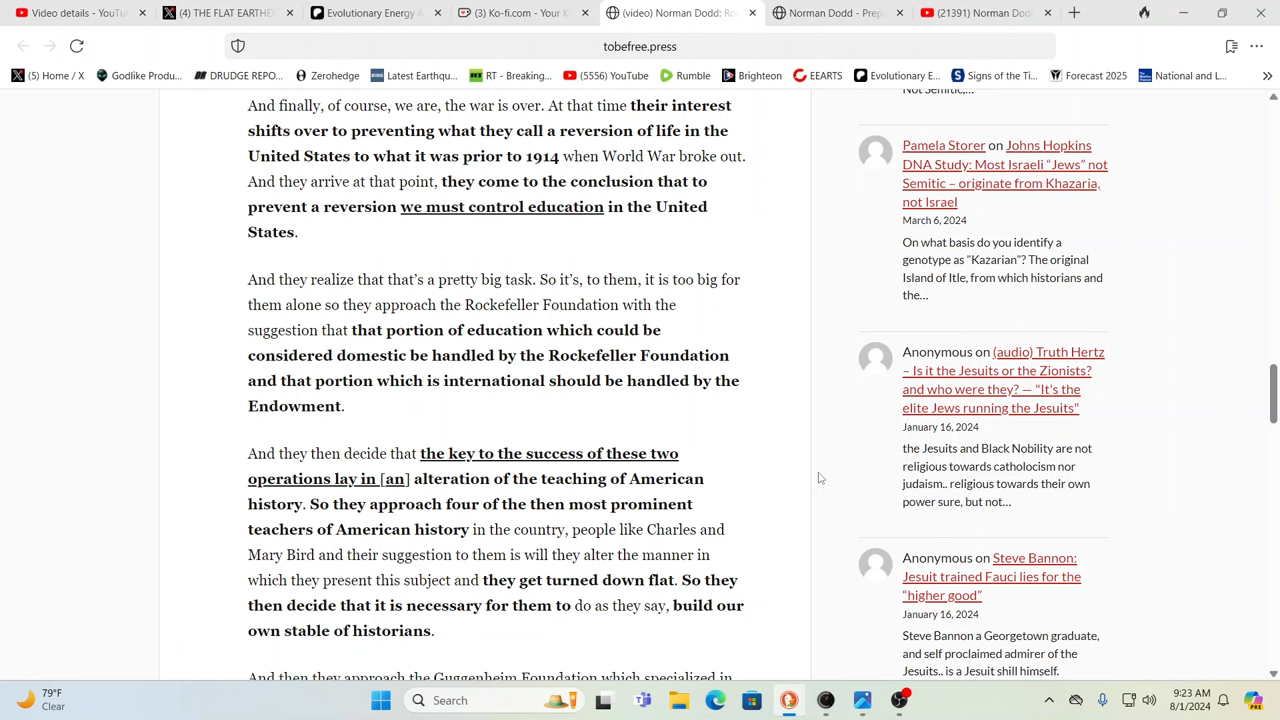 Video details - YouTu
(4) THE FLAT EARTHER
Evolutionary Energy A
(3) Ko-fi.com - Your K
(video) Norman Dodd: Ro
Norman Dodd - Prep
(21391) Norman Dod
tobefree.press
(5) Home / X
Godlike Produ...
DRUDGE REPO...
Zerohedge
Latest Earthqu...
RT - Breaking...
(5556) YouTube
Rumble
Brighteon
EEARTS
Evolutionary E...
Signs of the Ti...
Forecast 2025
National and L...
And finally, of course, we are, the war is over. At that time their interest
shifts over to preventing what they call a reversion of life in the
United States to what it was prior to 1914 when World War broke out.
And they arrive at that point, they come to the conclusion that to
prevent a reversion we must control education in the United
States.
And they realize that that's a pretty big task. So it's, to them, it is too big for
them alone so they approach the Rockefeller Foundation with the
suggestion that that portion of education which could be
considered domestic be handled by the Rockefeller Foundation
and that portion which is international should be handled by the
Endowment.
And they then decide that the key to the success of these two
operations lay in [an] alteration of the teaching of American
history. So they approach four of the then most prominent
teachers of American history in the country, people like Charles and
Mary Bird and their suggestion to them is will they alter the manner in
which they present this subject and they get turned down flat. So they
then decide that it is necessary for them to do as they say, build our
own stable of historians.
And then they approach the Guggenheim Foundation which specialized in
Not Semitic,...
Pamela Storer on Johns Hopkins
DNA Study: Most Israeli "Jews" not
Semitic – originate from Khazaria,
not Israel
March 6, 2024
On what basis do you identify a
genotype as "Kazarian"? The original
Island of Itle, from which historians and
the...
Anonymous on (audio) Truth Hertz
– Is it the Jesuits or the Zionists?
and who were they? — "It's the
elite Jews running the Jesuits"
January 16, 2024
the Jesuits and Black Nobility are not
religious towards catholocism nor
judaism.. religious towards their own
power sure, but not...
Anonymous on Steve Bannon:
Jesuit trained Fauci lies for the
"higher good"
January 16, 2024
Steve Bannon a Georgetown graduate,
and self proclaimed admirer of the
Jesuits.. is a Jesuit shill himself.
79°F
Clear
Search
9:23 AM
8/1/2024